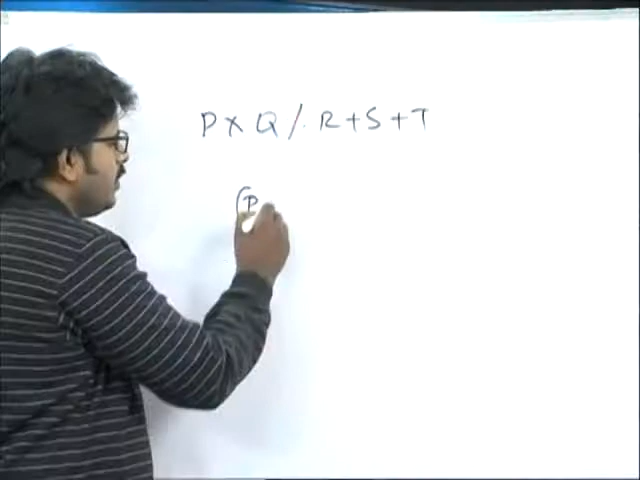 P × Q / R + S + T
(P